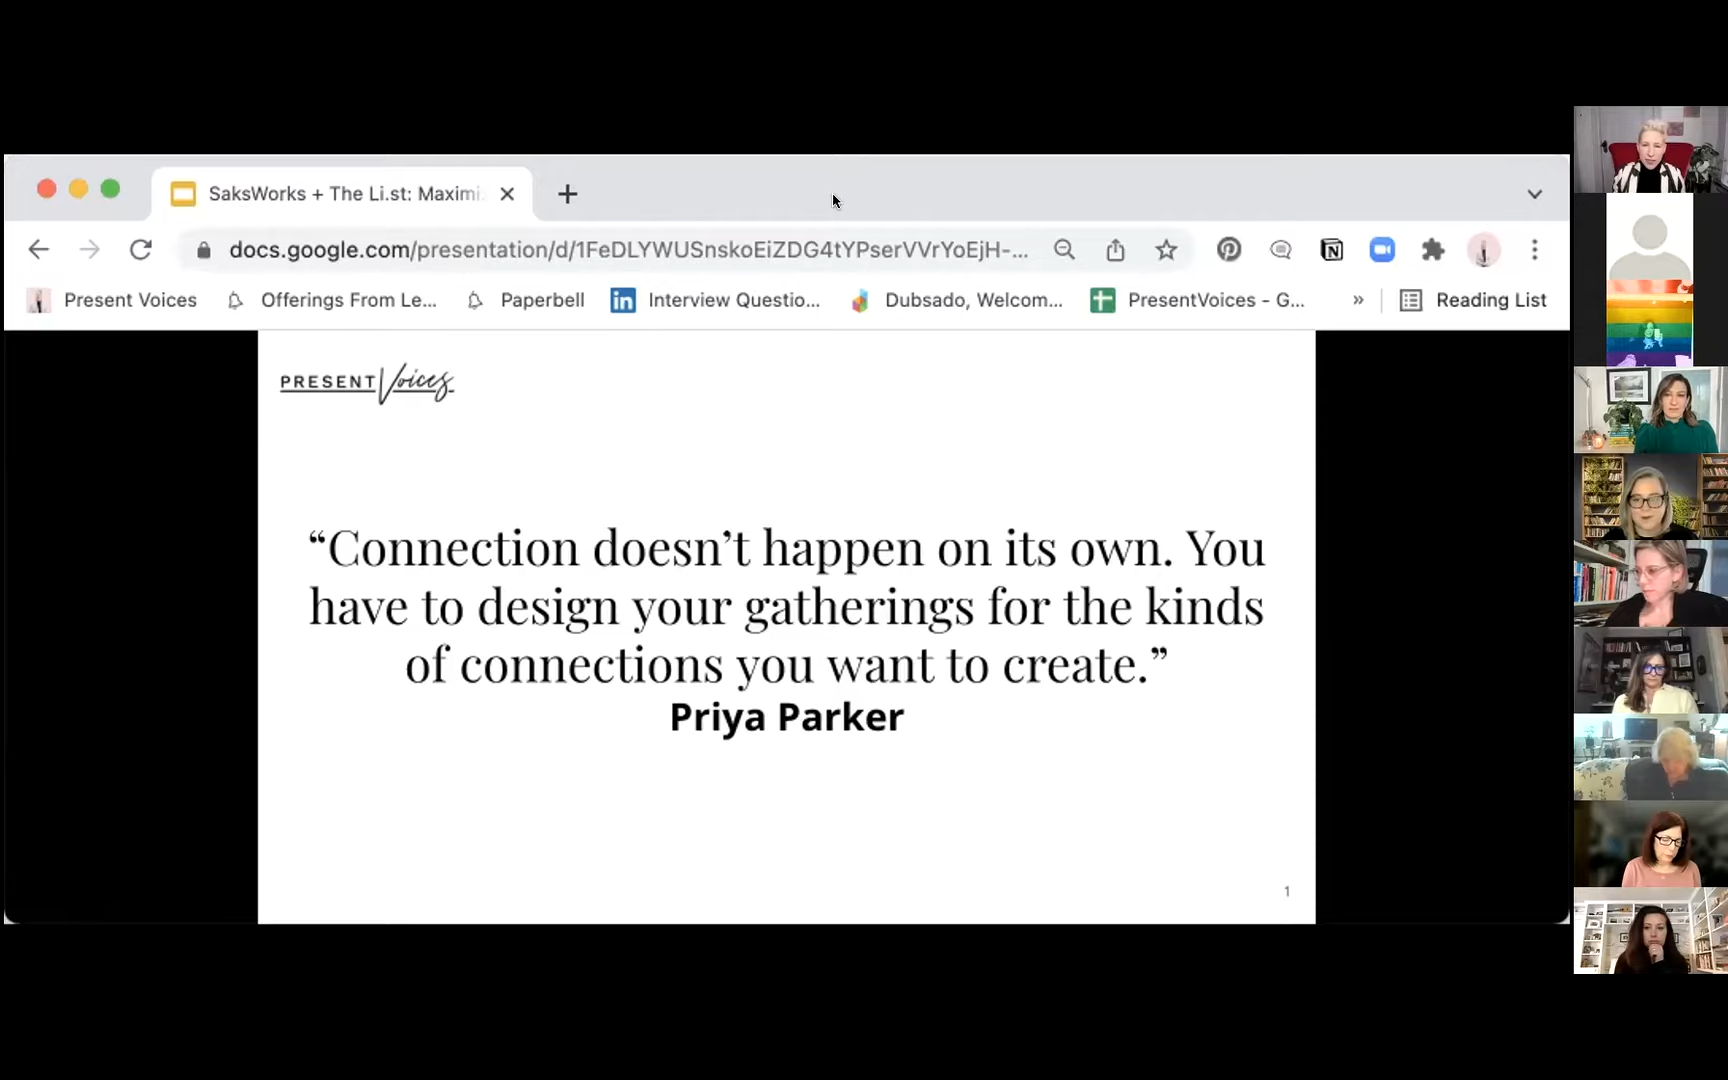 SaksWorks + The Li.st: Maximi
docs.google.com/presentation/d/1FeDLYWUSnskoEiZDG4tYPserVVrYoEjH-...
Present Voices
Offerings From Le...
Paperbell
Interview Questio...
Dubsado, Welcom...
PresentVoices - G...
Reading List
PRESENT Voices
“Connection doesn’t happen on its own. You
have to design your gatherings for the kinds
of connections you want to create.”
Priya Parker
1